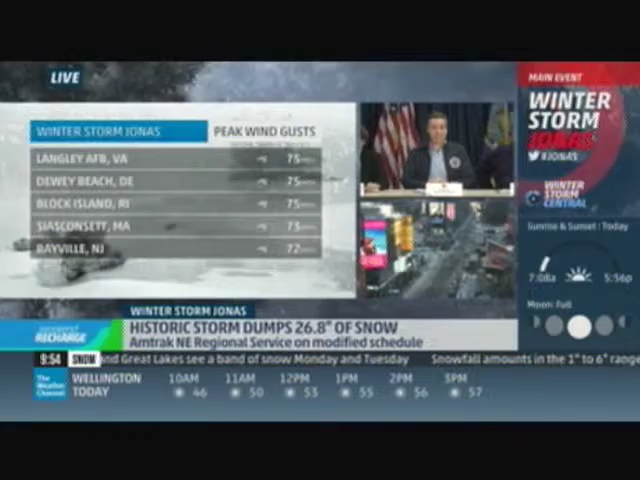 LIVE
MAIN EVENT
WINTER
STORM
JONAS
#JONAS
WINTER
STORM
CENTRAL
WINTER STORM JONAS PEAK WIND GUSTS
LANGLEY AFB, VA 75
DEWEY BEACH, DE 75
BLOCK ISLAND, RI 75
SIASCONSETT, MA 73
BAYVILLE, NJ 72
Sunrise & Sunset : Today
7:08a 5:56p
Moon: Full
WINTER STORM JONAS
weekend
RECHARGE
HISTORIC STORM DUMPS 26.8" OF SNOW
Amtrak NE Regional Service on modified schedule
9:54 SNOW nd Great Lakes see a band of snow Monday and Tuesday Snowfall amounts in the 1" to 6" range
The
Weather
Channel
WELLINGTON
TODAY
10AM 11AM 12PM 1PM 2PM 3PM
46 50 53 55 56 57